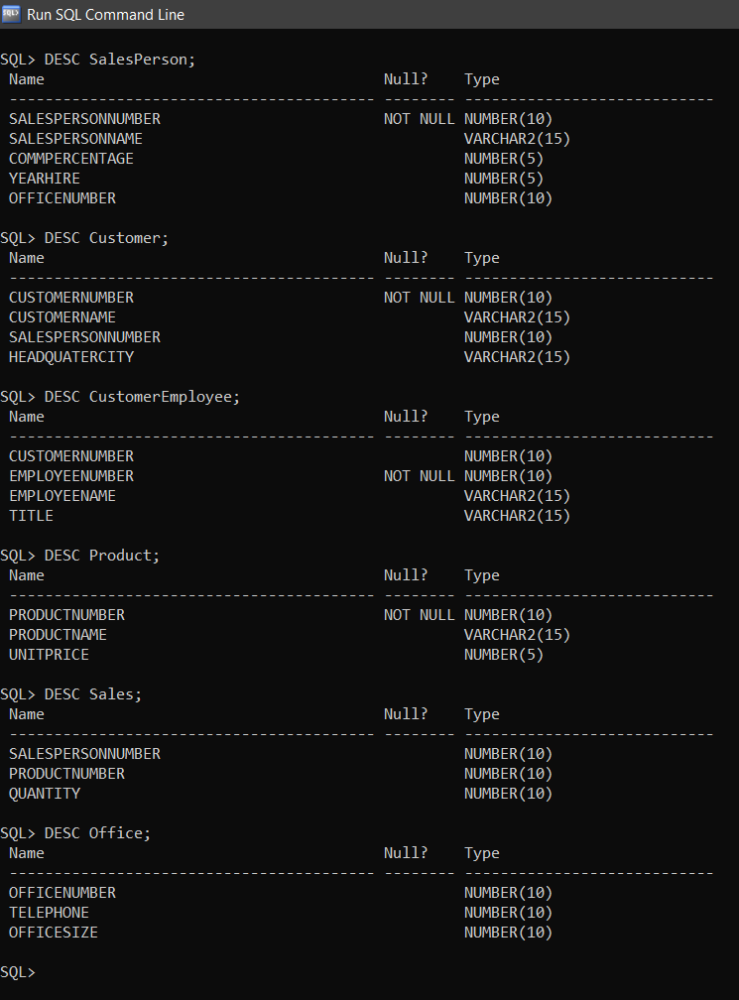 Run SQL Command Line
SQL> DESC SalesPerson;
 Name                                      Null?    Type
 ----------------------------------------- -------- ----------------------------
 SALESPERSONNUMBER                         NOT NULL NUMBER(10)
 SALESPERSONNAME                                    VARCHAR2(15)
 COMMPERCENTAGE                                     NUMBER(5)
 YEARHIRE                                           NUMBER(5)
 OFFICENUMBER                                       NUMBER(10)

SQL> DESC Customer;
 Name                                      Null?    Type
 ----------------------------------------- -------- ----------------------------
 CUSTOMERNUMBER                            NOT NULL NUMBER(10)
 CUSTOMERNAME                                       VARCHAR2(15)
 SALESPERSONNUMBER                                  NUMBER(10)
 HEADQUATERCITY                                     VARCHAR2(15)

SQL> DESC CustomerEmployee;
 Name                                      Null?    Type
 ----------------------------------------- -------- ----------------------------
 CUSTOMERNUMBER                                     NUMBER(10)
 EMPLOYEENUMBER                            NOT NULL NUMBER(10)
 EMPLOYEENAME                                       VARCHAR2(15)
 TITLE                                              VARCHAR2(15)

SQL> DESC Product;
 Name                                      Null?    Type
 ----------------------------------------- -------- ----------------------------
 PRODUCTNUMBER                             NOT NULL NUMBER(10)
 PRODUCTNAME                                        VARCHAR2(15)
 UNITPRICE                                          NUMBER(5)

SQL> DESC Sales;
 Name                                      Null?    Type
 ----------------------------------------- -------- ----------------------------
 SALESPERSONNUMBER                                  NUMBER(10)
 PRODUCTNUMBER                                      NUMBER(10)
 QUANTITY                                           NUMBER(10)

SQL> DESC Office;
 Name                                      Null?    Type
 ----------------------------------------- -------- ----------------------------
 OFFICENUMBER                                       NUMBER(10)
 TELEPHONE                                          NUMBER(10)
 OFFICESIZE                                         NUMBER(10)

SQL>